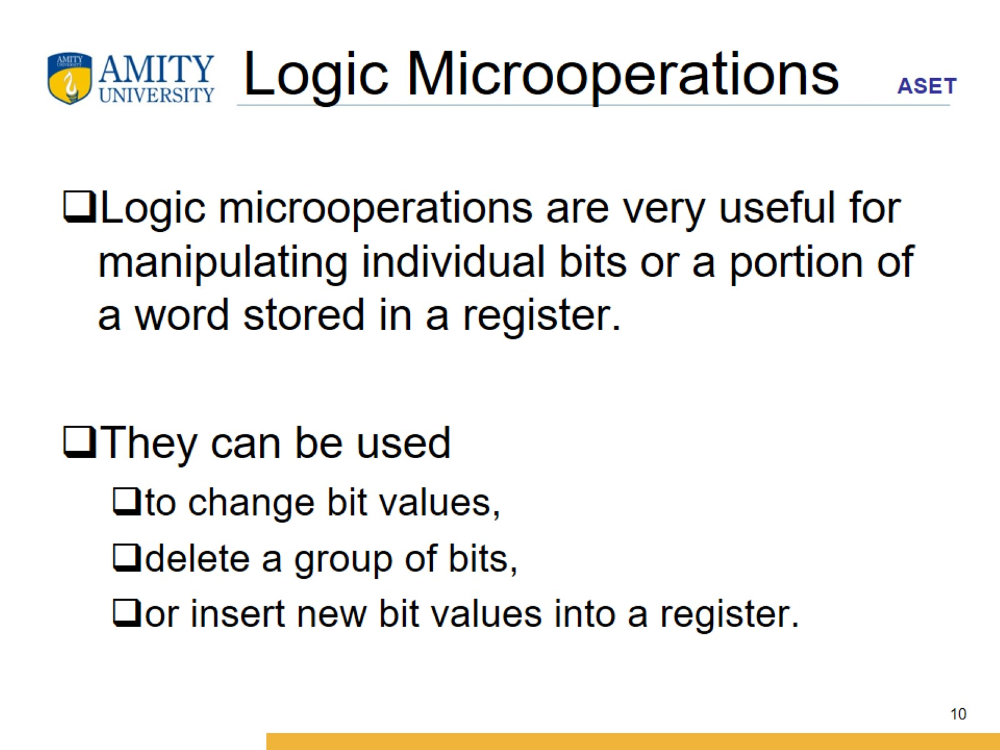 AMITY
UNIVERSITY
AMITY
UNIVERSITY
Logic Microoperations
ASET
❑Logic microoperations are very useful for
manipulating individual bits or a portion of
a word stored in a register.
❑They can be used
❑to change bit values,
❑delete a group of bits,
❑or insert new bit values into a register.
10